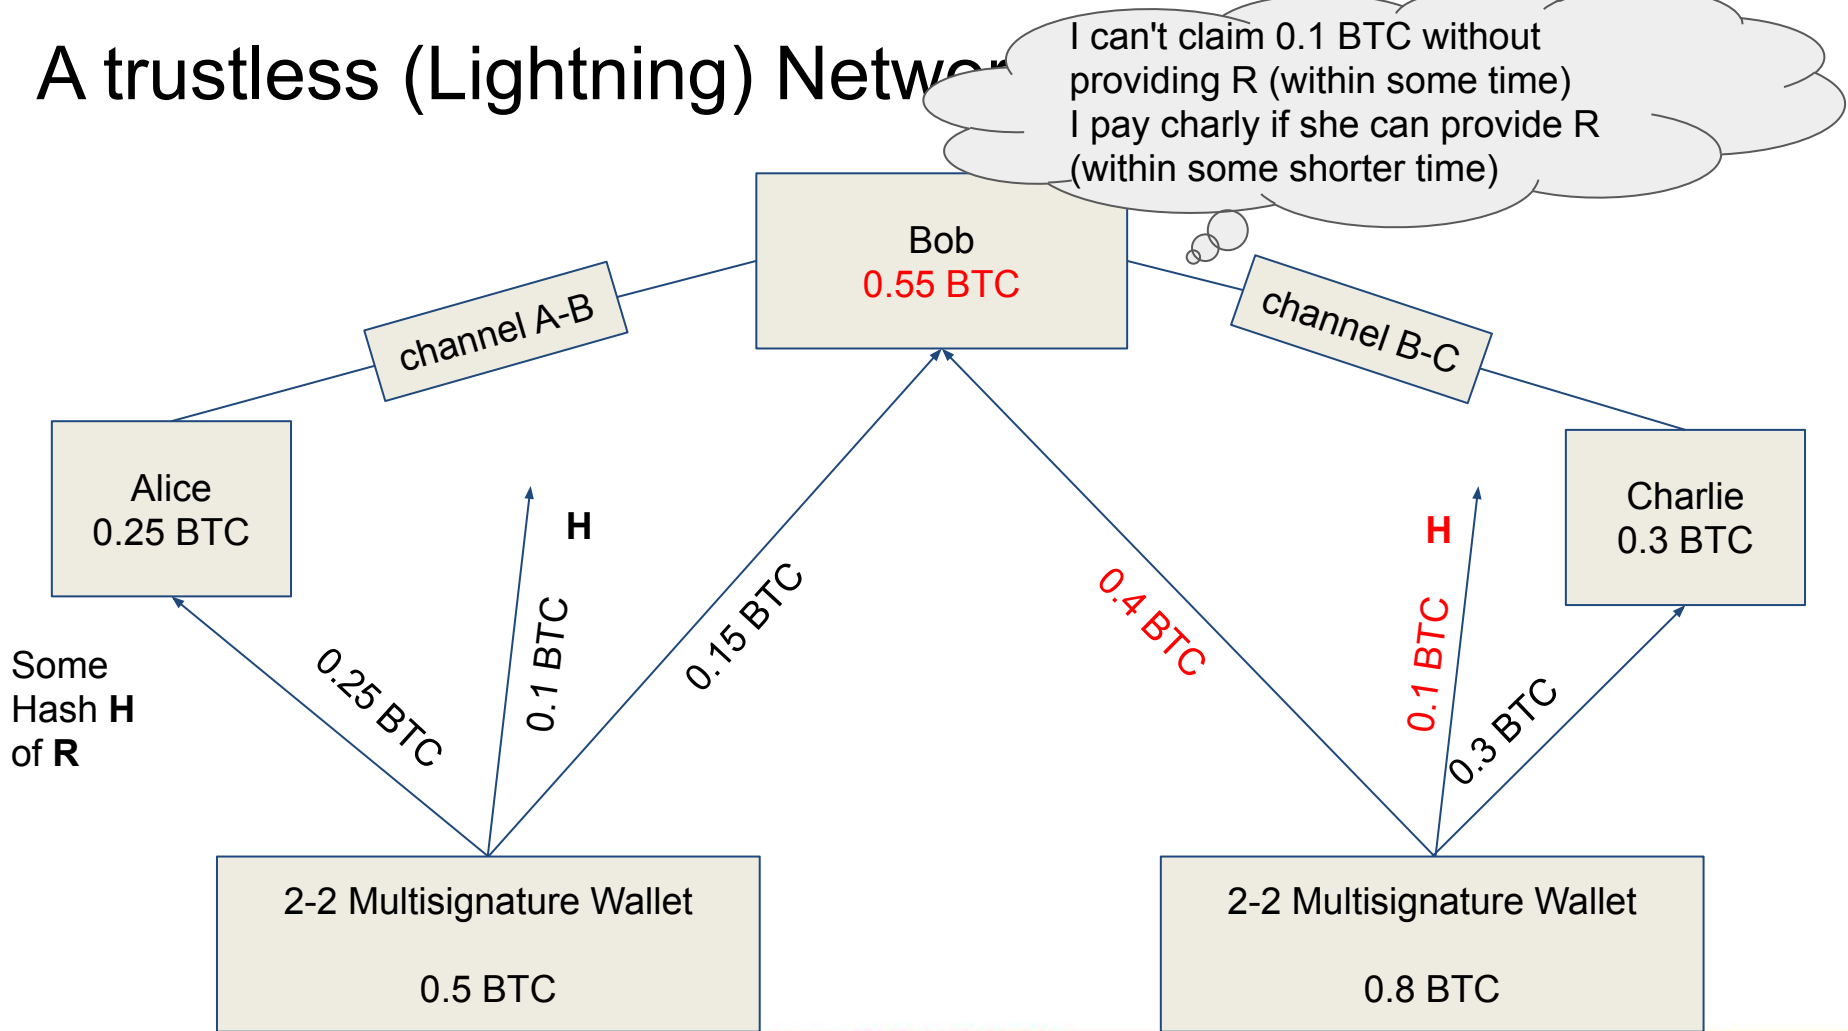 A trustless (Lightning) Networ
I can't claim 0.1 BTC without
providing R (within some time)
I pay charly if she can provide R
(within some shorter time)
Bob
0.55 BTC
channel A-B
channel B-C
Alice
0.25 BTC
Charlie
0.3 BTC
H
H
Some
Hash H
of R
0.25 BTC
0.1 BTC
0.15 BTC
0.4 BTC
0.1 BTC
0.3 BTC
2-2 Multisignature Wallet
0.5 BTC
2-2 Multisignature Wallet
0.8 BTC